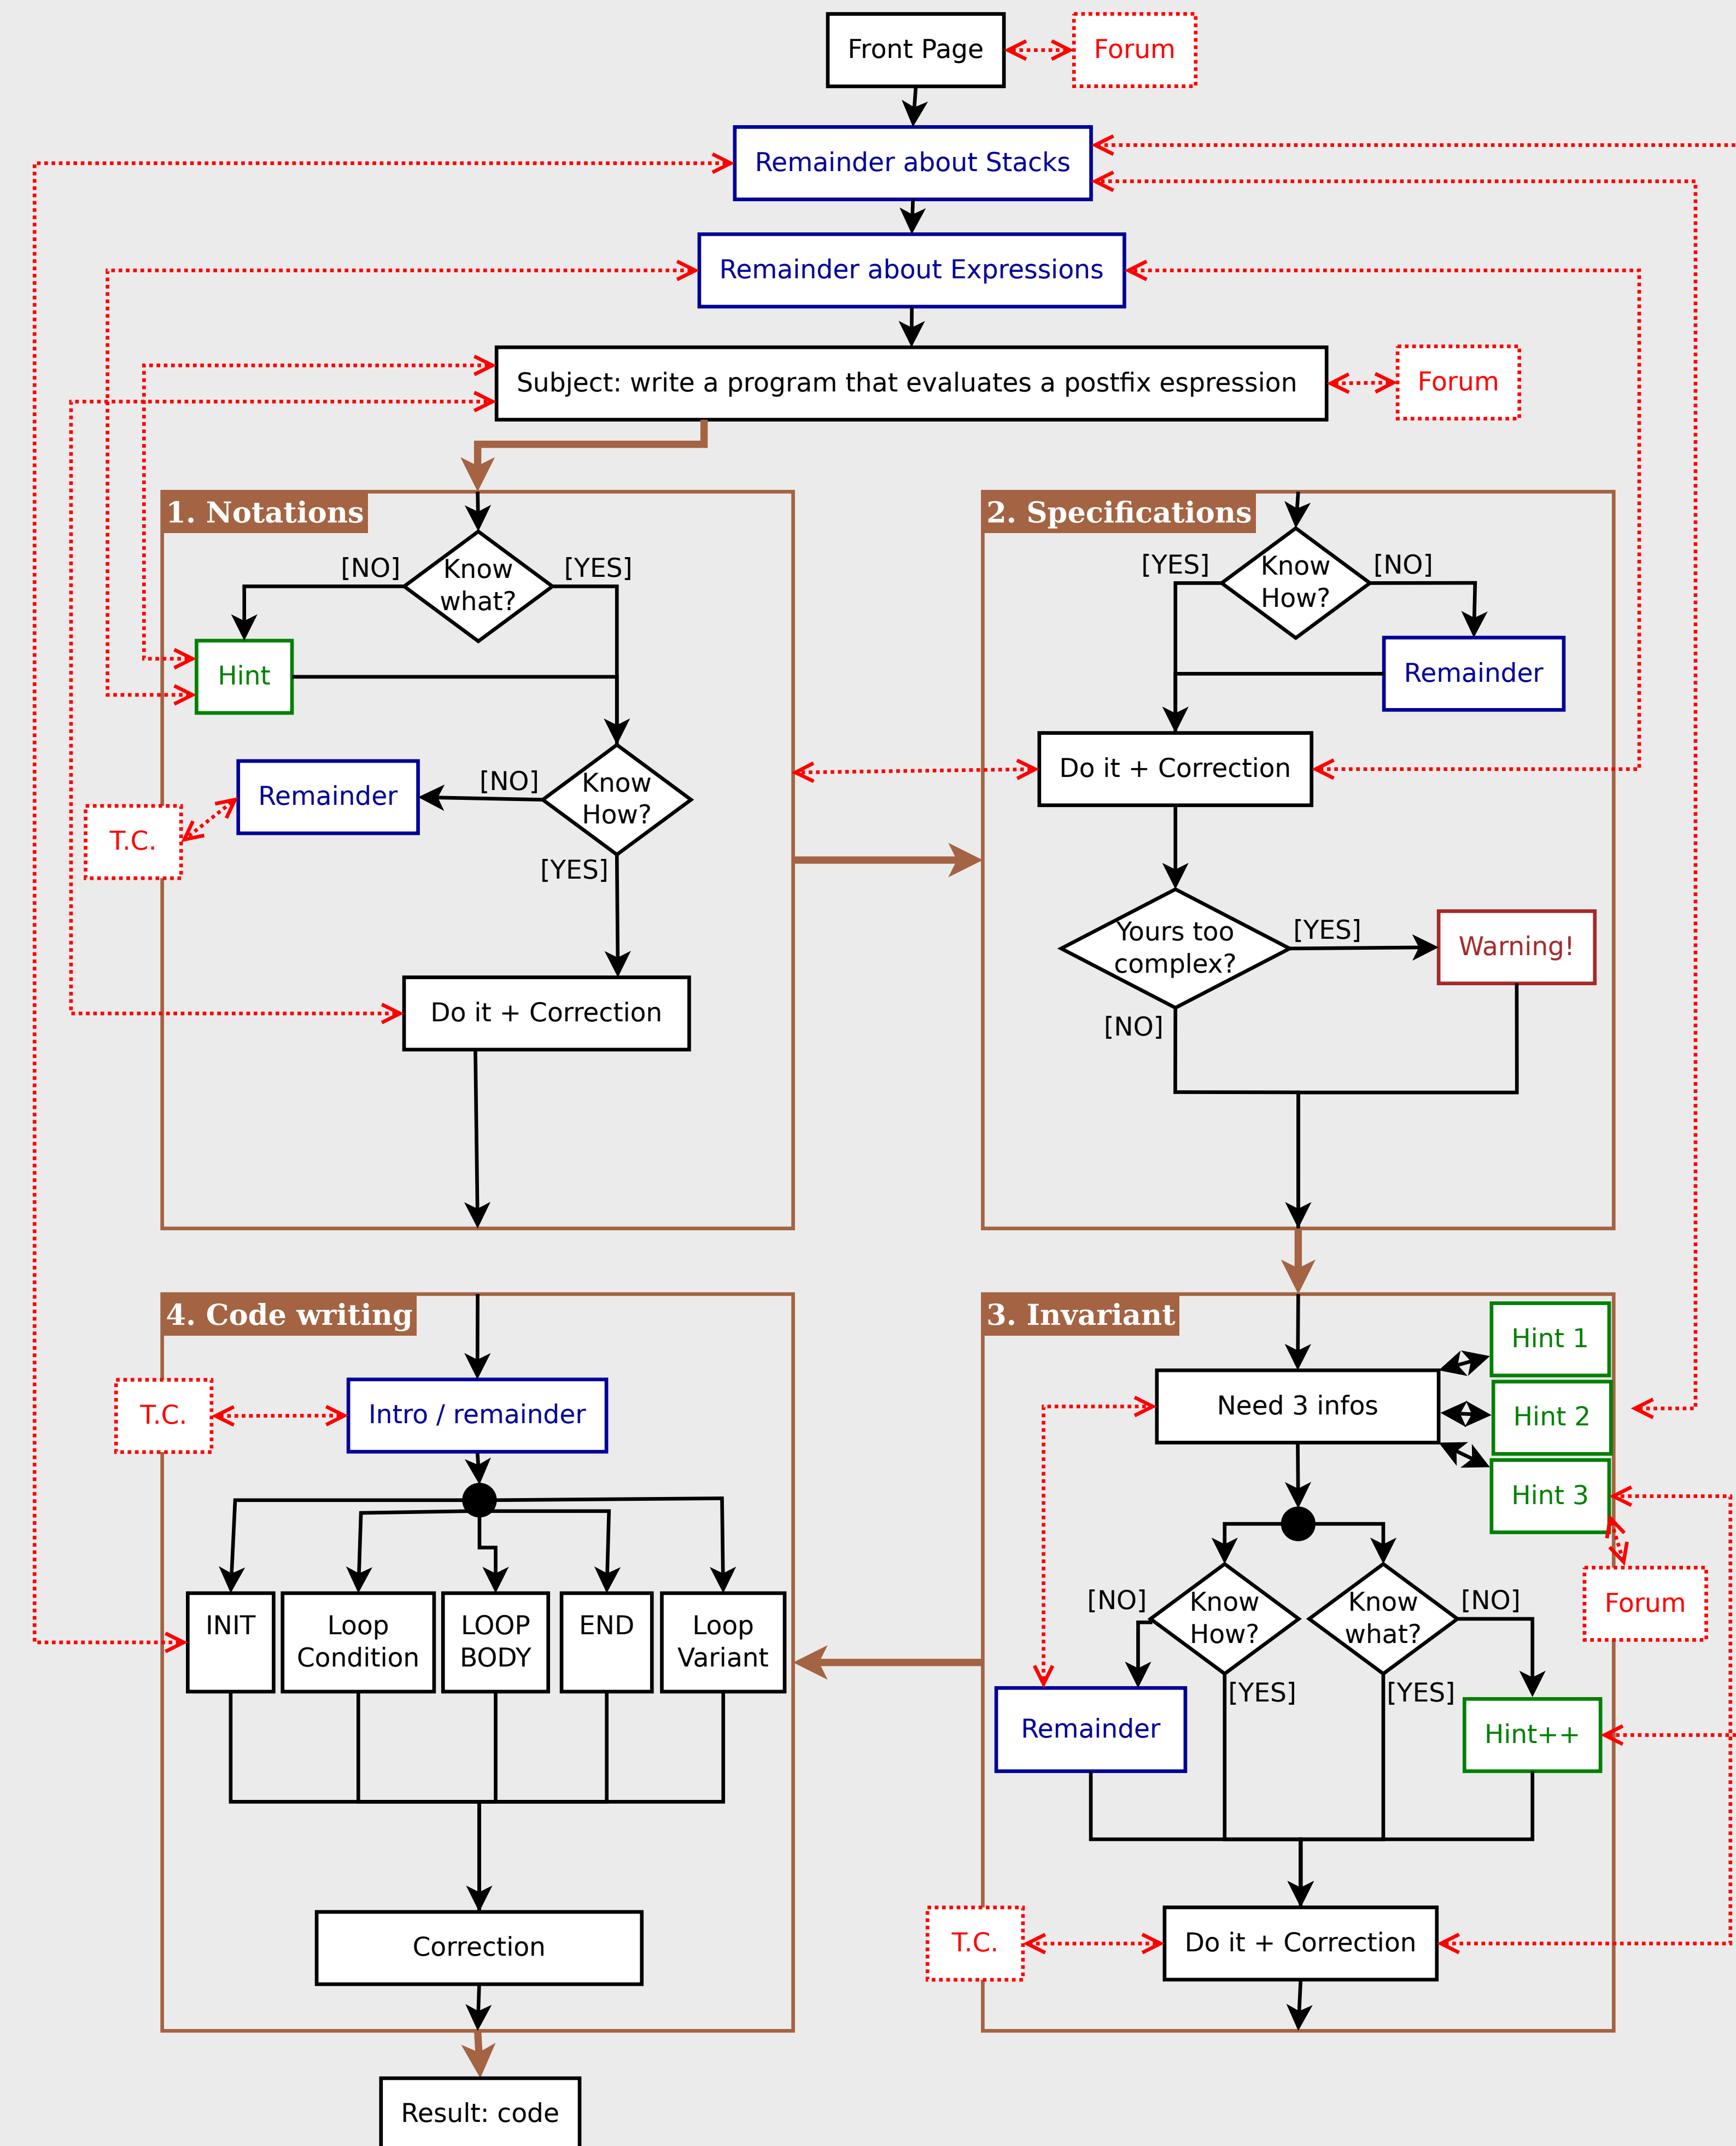 Front Page
Forum
Remainder about Stacks
Remainder about Expressions
Subject: write a program that evaluates a postfix espression
Forum
1. Notations
Know
what?
[NO]
[YES]
Hint
Know
How?
[NO]
Remainder
T.C.
[YES]
Do it + Correction
2. Specifications
Know
How?
[YES]
[NO]
Remainder
Do it + Correction
Yours too
complex?
[YES]
Warning!
[NO]
3. Invariant
Hint 1
Need 3 infos
Hint 2
Hint 3
Forum
[NO]
Know
How?
Know
what?
[NO]
[YES]
[YES]
Remainder
Hint++
T.C.
Do it + Correction
4. Code writing
T.C.
Intro / remainder
INIT
Loop
Condition
LOOP
BODY
END
Loop
Variant
Correction
Result: code